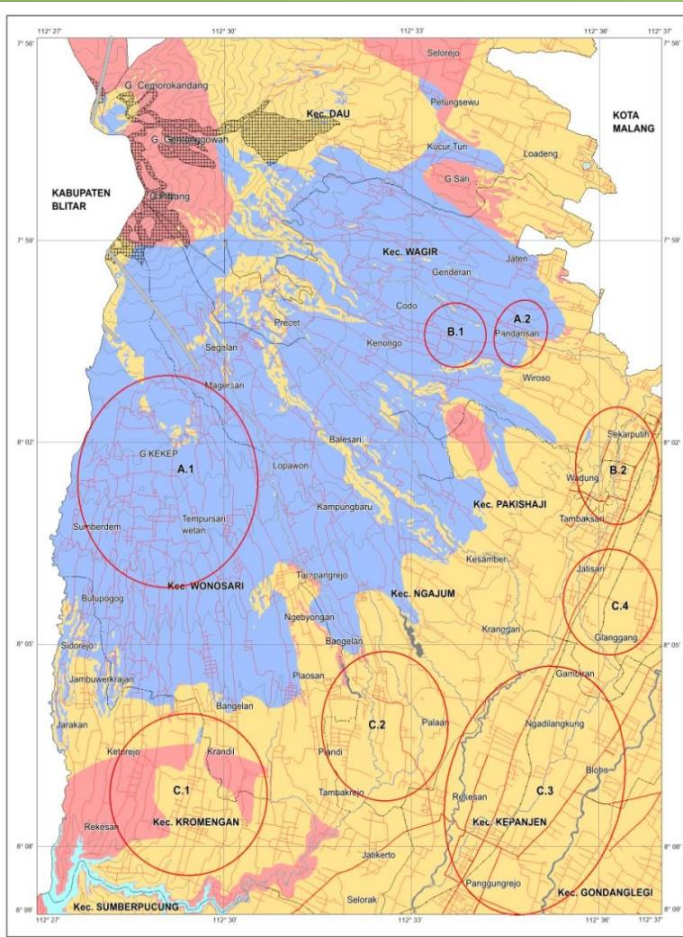 112° 27'
112° 30'
112° 33'
112° 36'
112° 37'
7° 56'
7° 56'
Selorejo
G. Cemorokandang
Pelungsewu
Kec. DAU
KOTA
MALANG
G. Gentonggowah
Kucur Tun
Loadeng
G Sari
KABUPATEN
BLITAR
7° 59'
7° 59'
Kec. WAGIR
Jaten
Genderan
Codo
A.2
B.1
Precet
Pandansari
Segelan
Kenongo
Magersari
Wiroso
8° 02'
8° 02'
Sekarputih
Balesari
G KEKEP
A.1
Lopawon
B.2
Wadung
Kampungbaru
Kec. PAKISHAJI
Tambaksari
Sumberdem
Tempursari
wetan
Kesamben
Jatisari
Kec. WONOSARI
Tampangrejo
Kec. NGAJUM
Bulupogog
C.4
Ngebyongan
Kranggan
Glanggang
8° 05'
8° 05'
Sidorejo
Bangelan
Jambuwerkrajan
Plaosan
Gambiran
Bangelan
Jarakan
C.2
Palaan
Ngadilangkung
Ketorejo
Krandil
Plandi
C.1
Tambakrejo
Rekesan
C.3
Kec. KROMENGAN
Kec. KEPANJEN
Rekesan
8° 08'
8° 08'
Jatikerto
Panggungrejo
Kec. GONDANGLEGI
Kec. SUMBERPUCUNG
Selorak
8° 09'
8° 09'
112° 27'
112° 30'
112° 33'
112° 36'
112° 37'